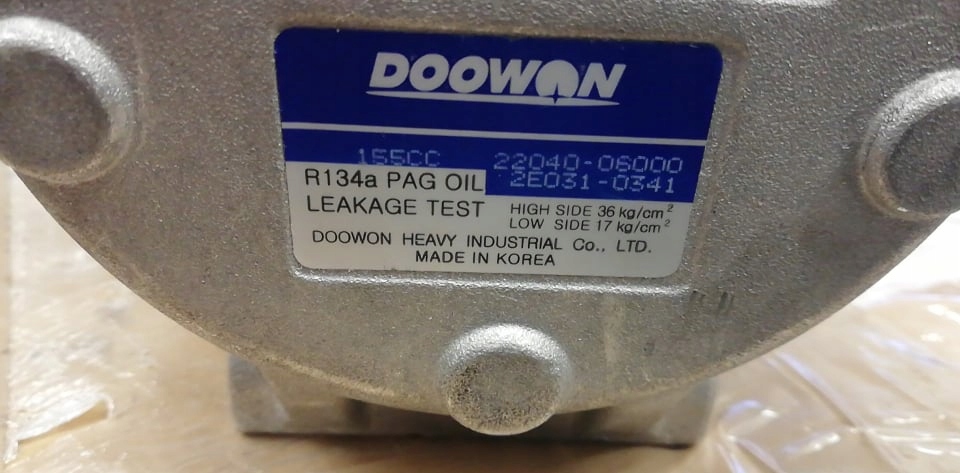 DOOWON
155CC 22040-06000
2E031-0341
R134a PAG OIL
LEAKAGE TEST
HIGH SIDE 36 kg/cm²
LOW SIDE 17 kg/cm²
DOOWON HEAVY INDUSTRIAL Co., LTD.
MADE IN KOREA